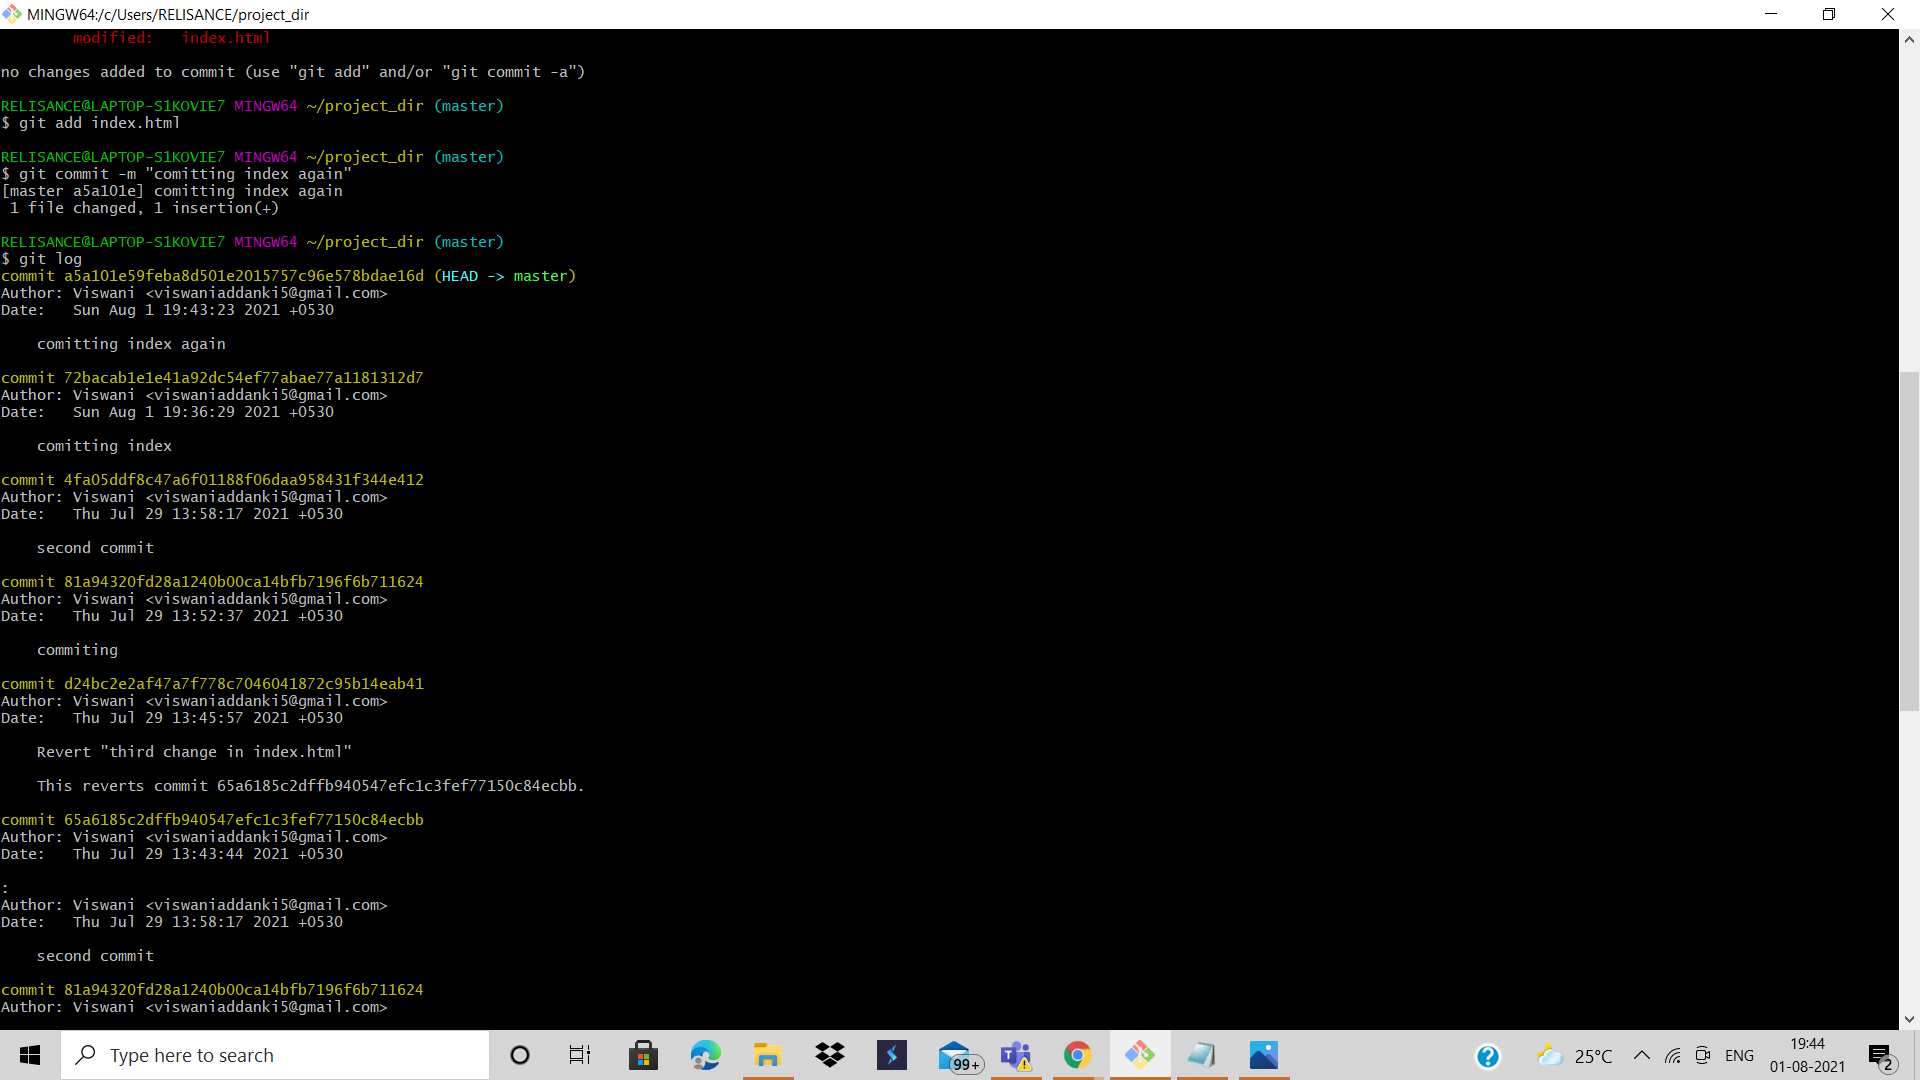 MINGW64:/c/Users/RELISANCE/project_dir
modified:   index.html
no changes added to commit (use "git add" and/or "git commit -a")
RELISANCE@LAPTOP-S1KOVIE7 MINGW64 ~/project_dir (master)
$ git add index.html
RELISANCE@LAPTOP-S1KOVIE7 MINGW64 ~/project_dir (master)
$ git commit -m "comitting index again"
[master a5a101e] comitting index again
 1 file changed, 1 insertion(+)
RELISANCE@LAPTOP-S1KOVIE7 MINGW64 ~/project_dir (master)
$ git log
commit a5a101e59feba8d501e2015757c96e578bdae16d (HEAD -> master)
Author: Viswani <viswaniaddanki5@gmail.com>
Date:   Sun Aug 1 19:43:23 2021 +0530
    comitting index again
commit 72bacab1e1e41a92dc54ef77abae77a1181312d7
Author: Viswani <viswaniaddanki5@gmail.com>
Date:   Sun Aug 1 19:36:29 2021 +0530
    comitting index
commit 4fa05ddf8c47a6f01188f06daa958431f344e412
Author: Viswani <viswaniaddanki5@gmail.com>
Date:   Thu Jul 29 13:58:17 2021 +0530
    second commit
commit 81a94320fd28a1240b00ca14bfb7196f6b711624
Author: Viswani <viswaniaddanki5@gmail.com>
Date:   Thu Jul 29 13:52:37 2021 +0530
    commiting
commit d24bc2e2af47a7f778c7046041872c95b14eab41
Author: Viswani <viswaniaddanki5@gmail.com>
Date:   Thu Jul 29 13:45:57 2021 +0530
    Revert "third change in index.html"
    This reverts commit 65a6185c2dffb940547efc1c3fef77150c84ecbb.
commit 65a6185c2dffb940547efc1c3fef77150c84ecbb
Author: Viswani <viswaniaddanki5@gmail.com>
Date:   Thu Jul 29 13:43:44 2021 +0530
:
Author: Viswani <viswaniaddanki5@gmail.com>
Date:   Thu Jul 29 13:58:17 2021 +0530
    second commit
commit 81a94320fd28a1240b00ca14bfb7196f6b711624
Author: Viswani <viswaniaddanki5@gmail.com>
Type here to search
99+
25°C
ENG
19:44
01-08-2021
2